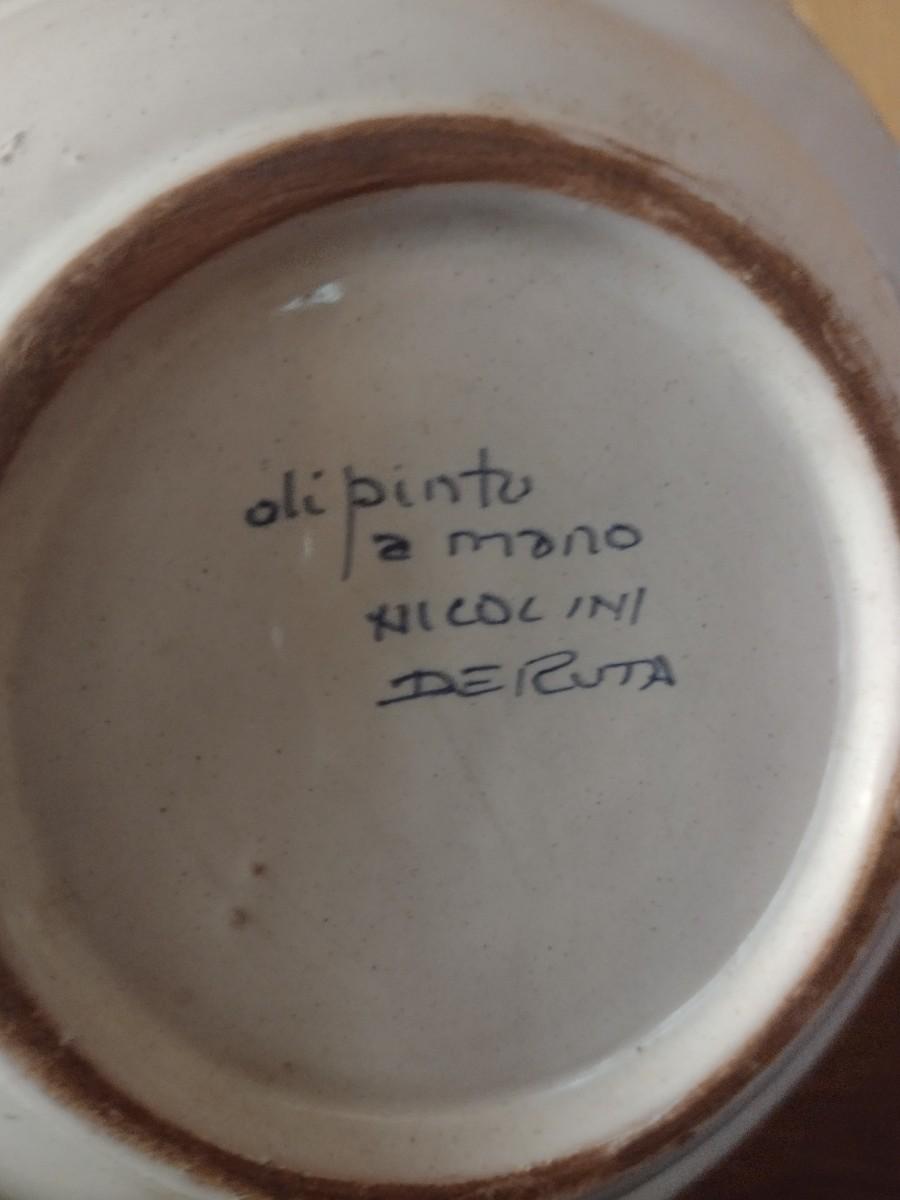 dipinto
a mano
NICOLINI
DERUTA